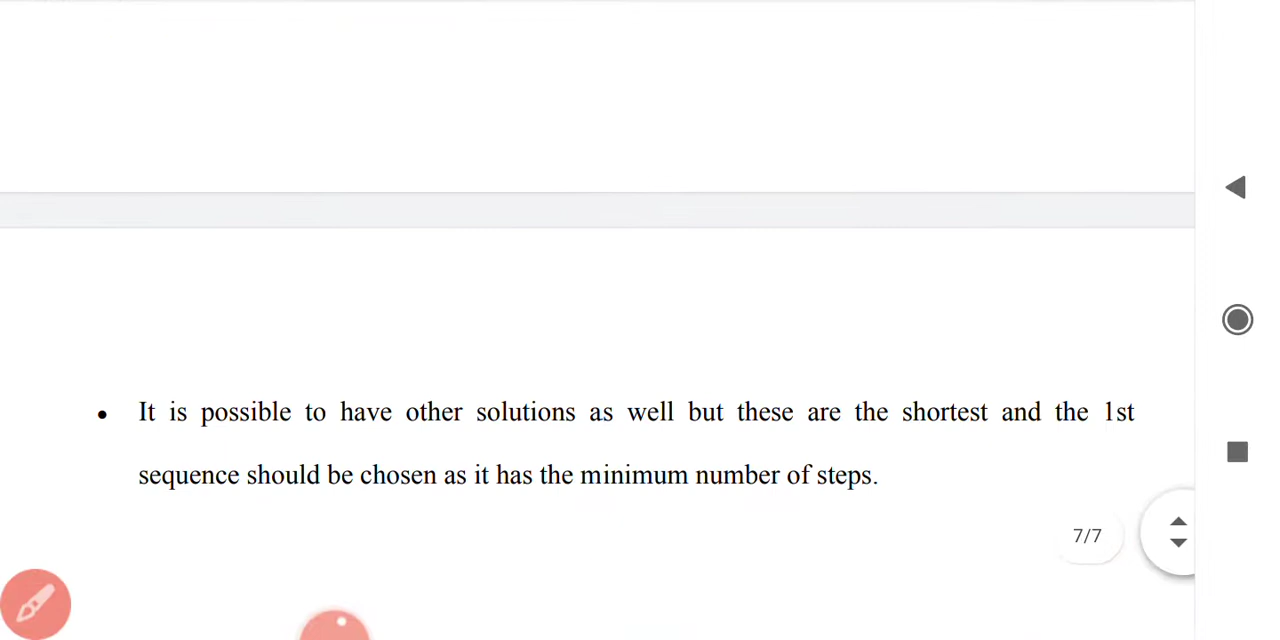 • It is possible to have other solutions as well but these are the shortest and the 1st
sequence should be chosen as it has the minimum number of steps.
7/7